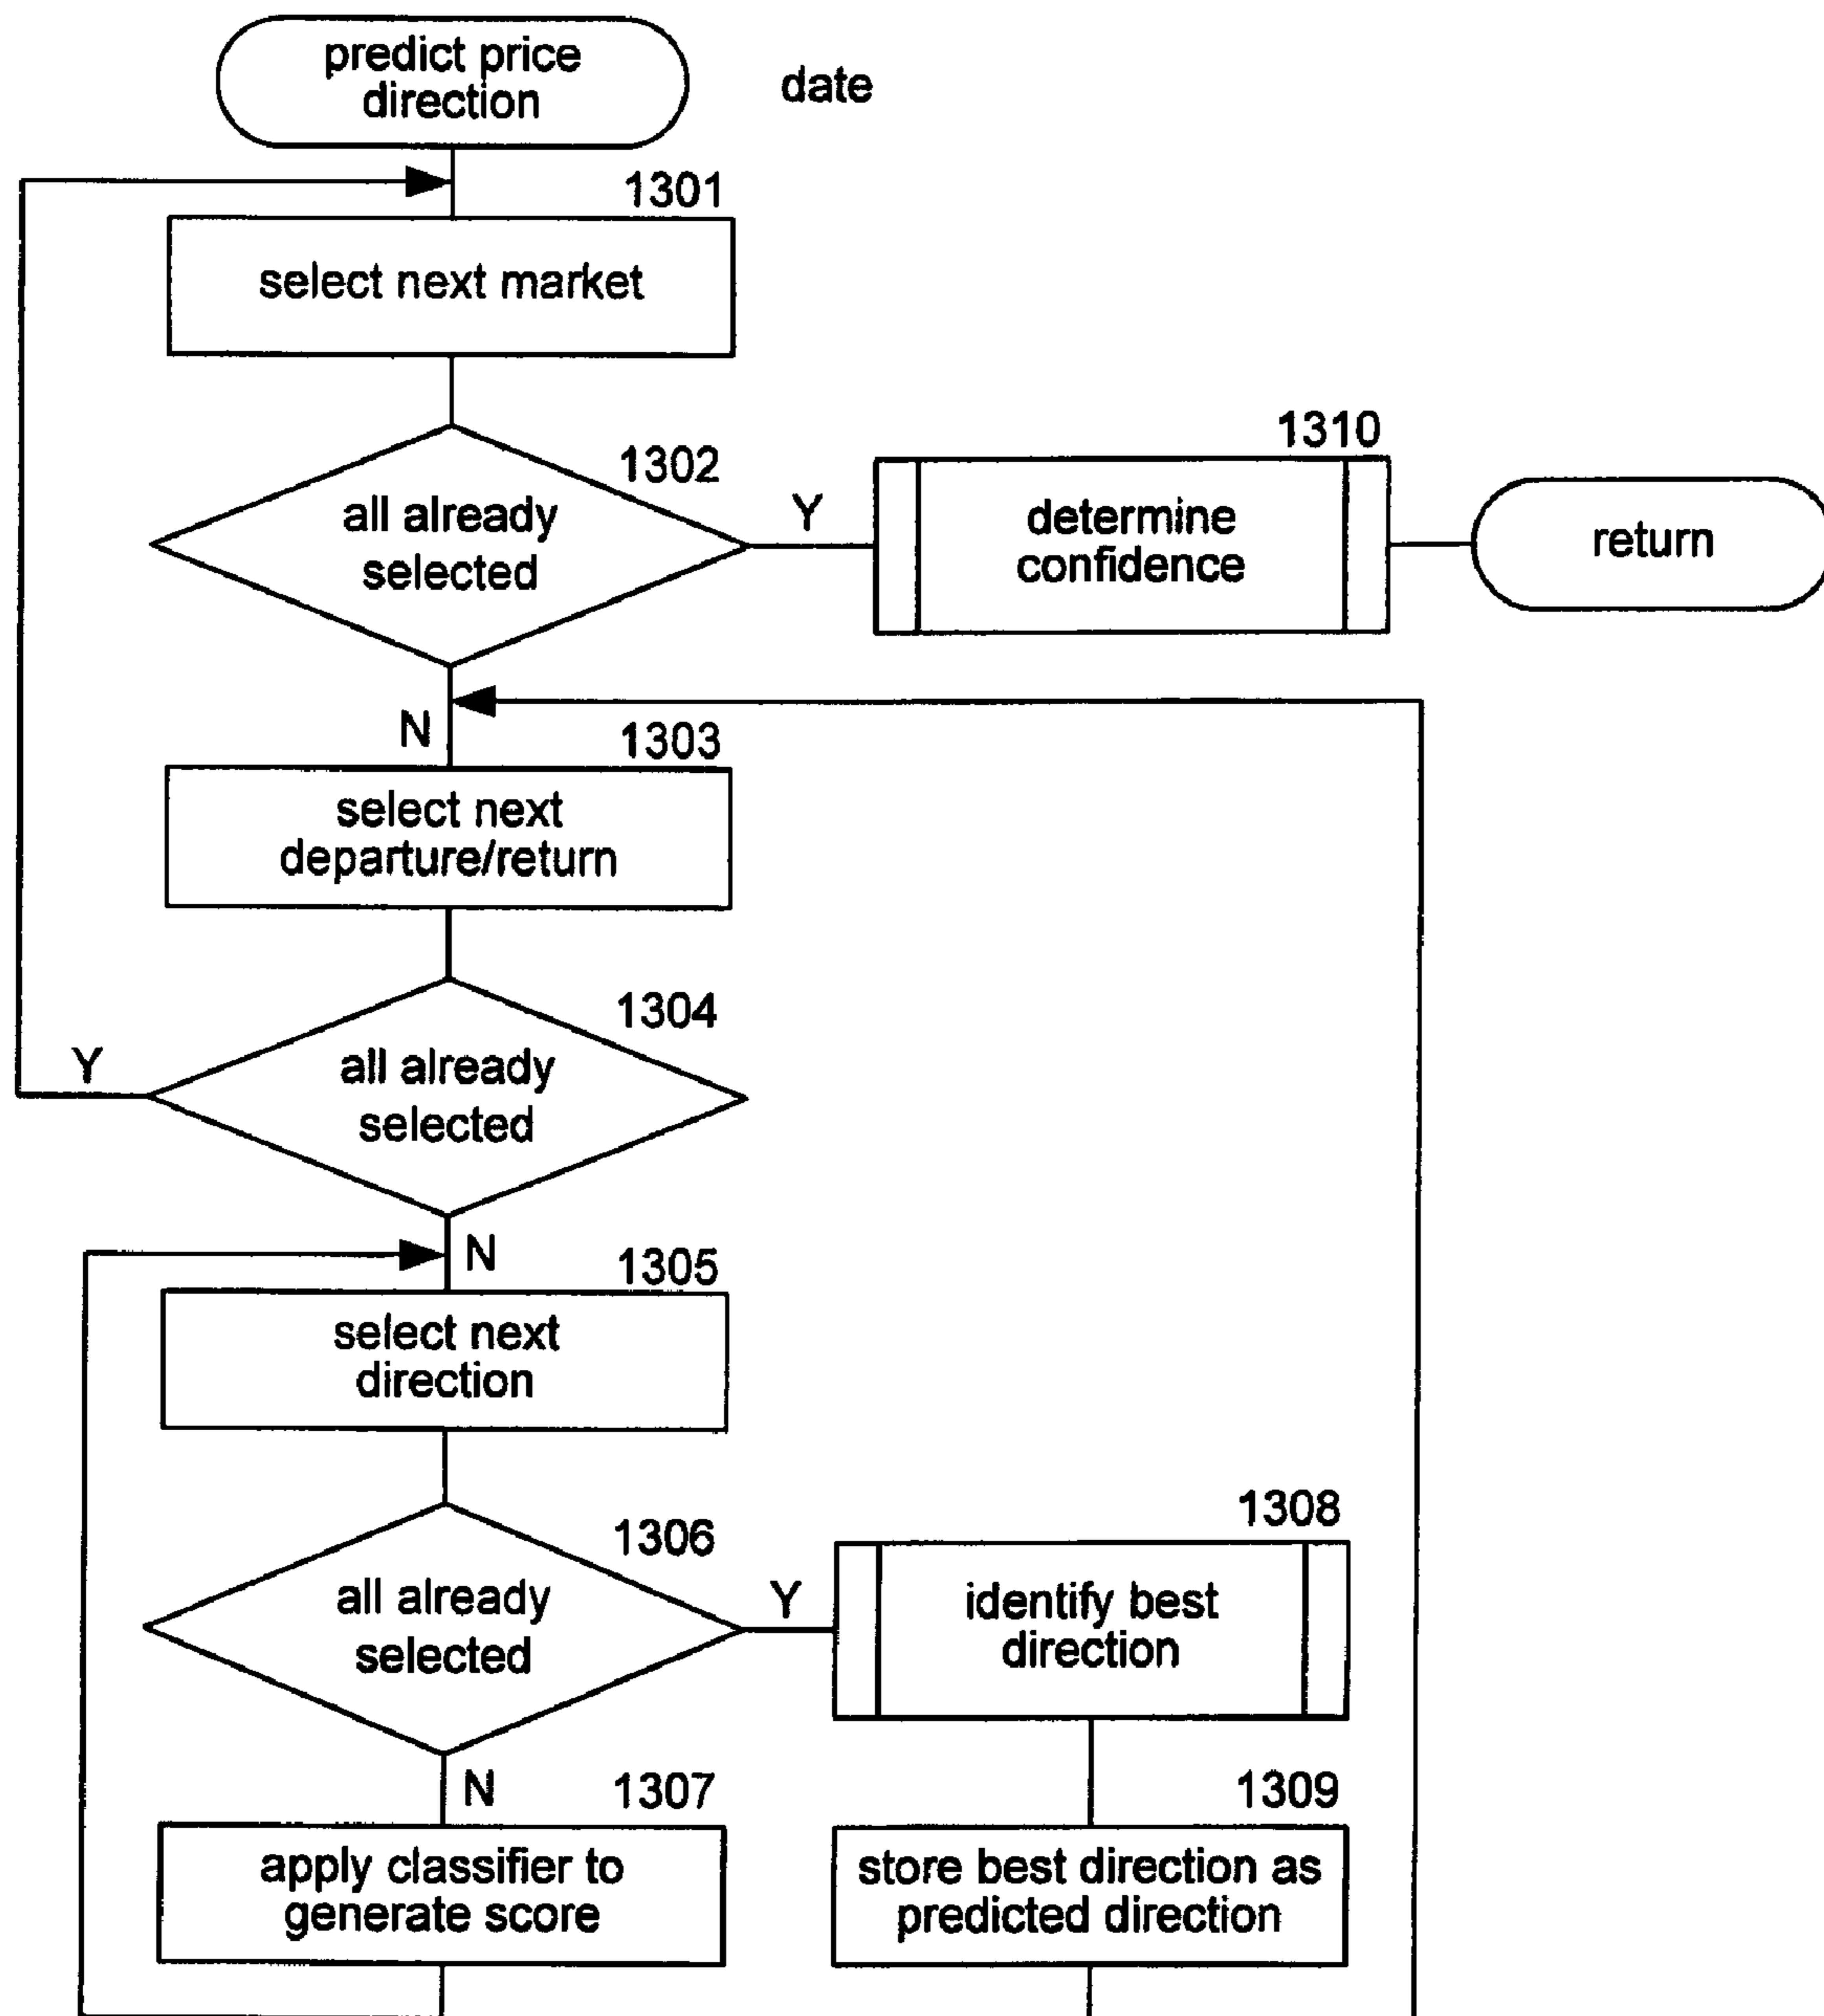 predict price
direction
date
1301
select next market
1302
all already
selected
Y
1310
determine
confidence
return
N
1303
select next
departure/return
1304
all already
selected
Y
N
1305
select next
direction
1306
all already
selected
Y
1308
identify best
direction
N
1307
apply classifier to
generate score
1309
store best direction as
predicted direction